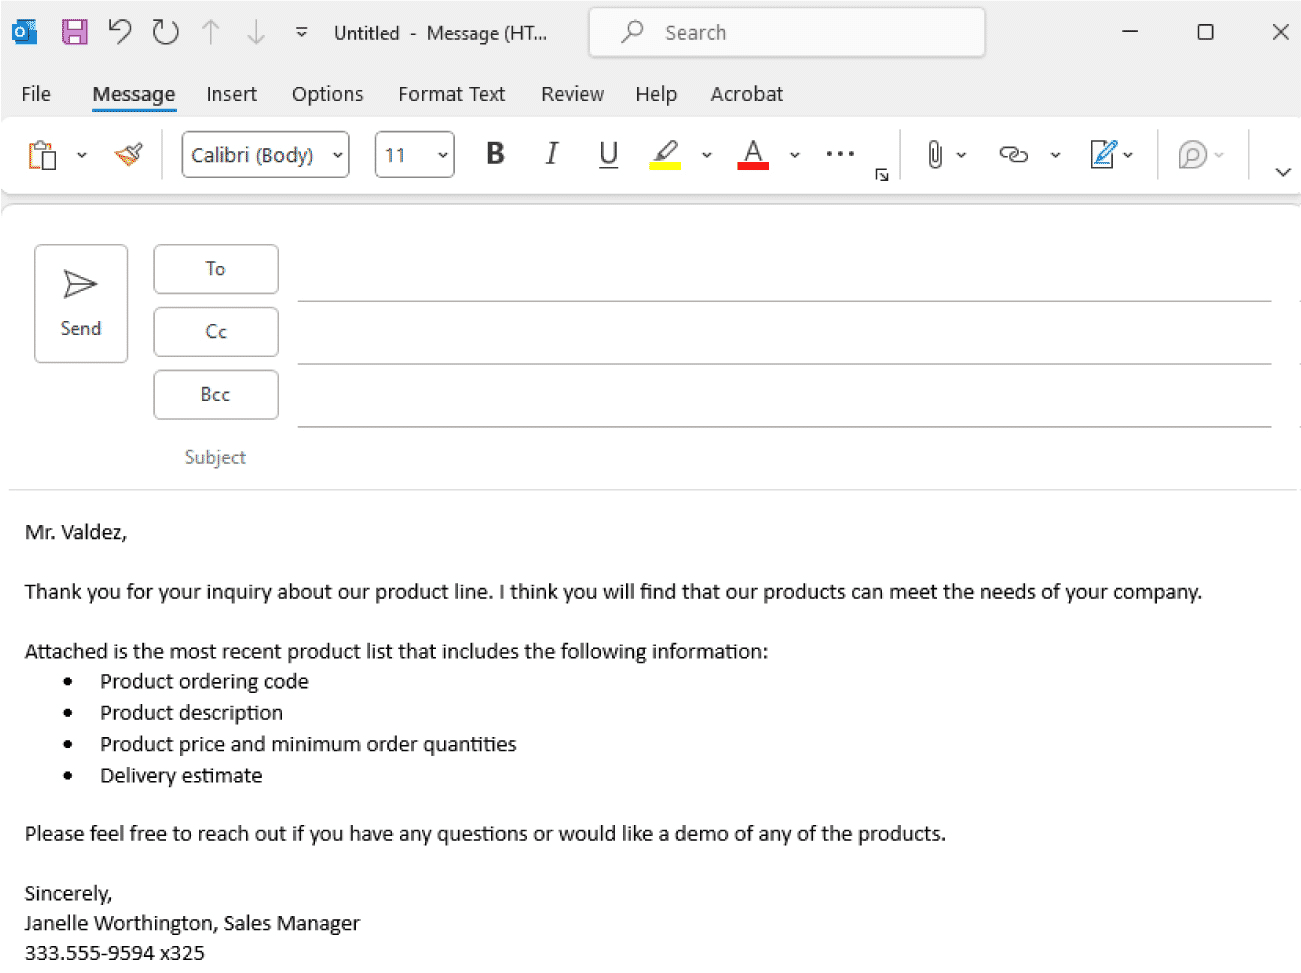 Untitled - Message (HT...
Search
File Message Insert Options Format Text Review Help Acrobat
Calibri (Body) 11 B I U A ...
Send
To
Cc
Bcc
Subject
Mr. Valdez,
Thank you for your inquiry about our product line. I think you will find that our products can meet the needs of your company.
Attached is the most recent product list that includes the following information:
• Product ordering code
• Product description
• Product price and minimum order quantities
• Delivery estimate
Please feel free to reach out if you have any questions or would like a demo of any of the products.
Sincerely,
Janelle Worthington, Sales Manager
333.555-9594 x325